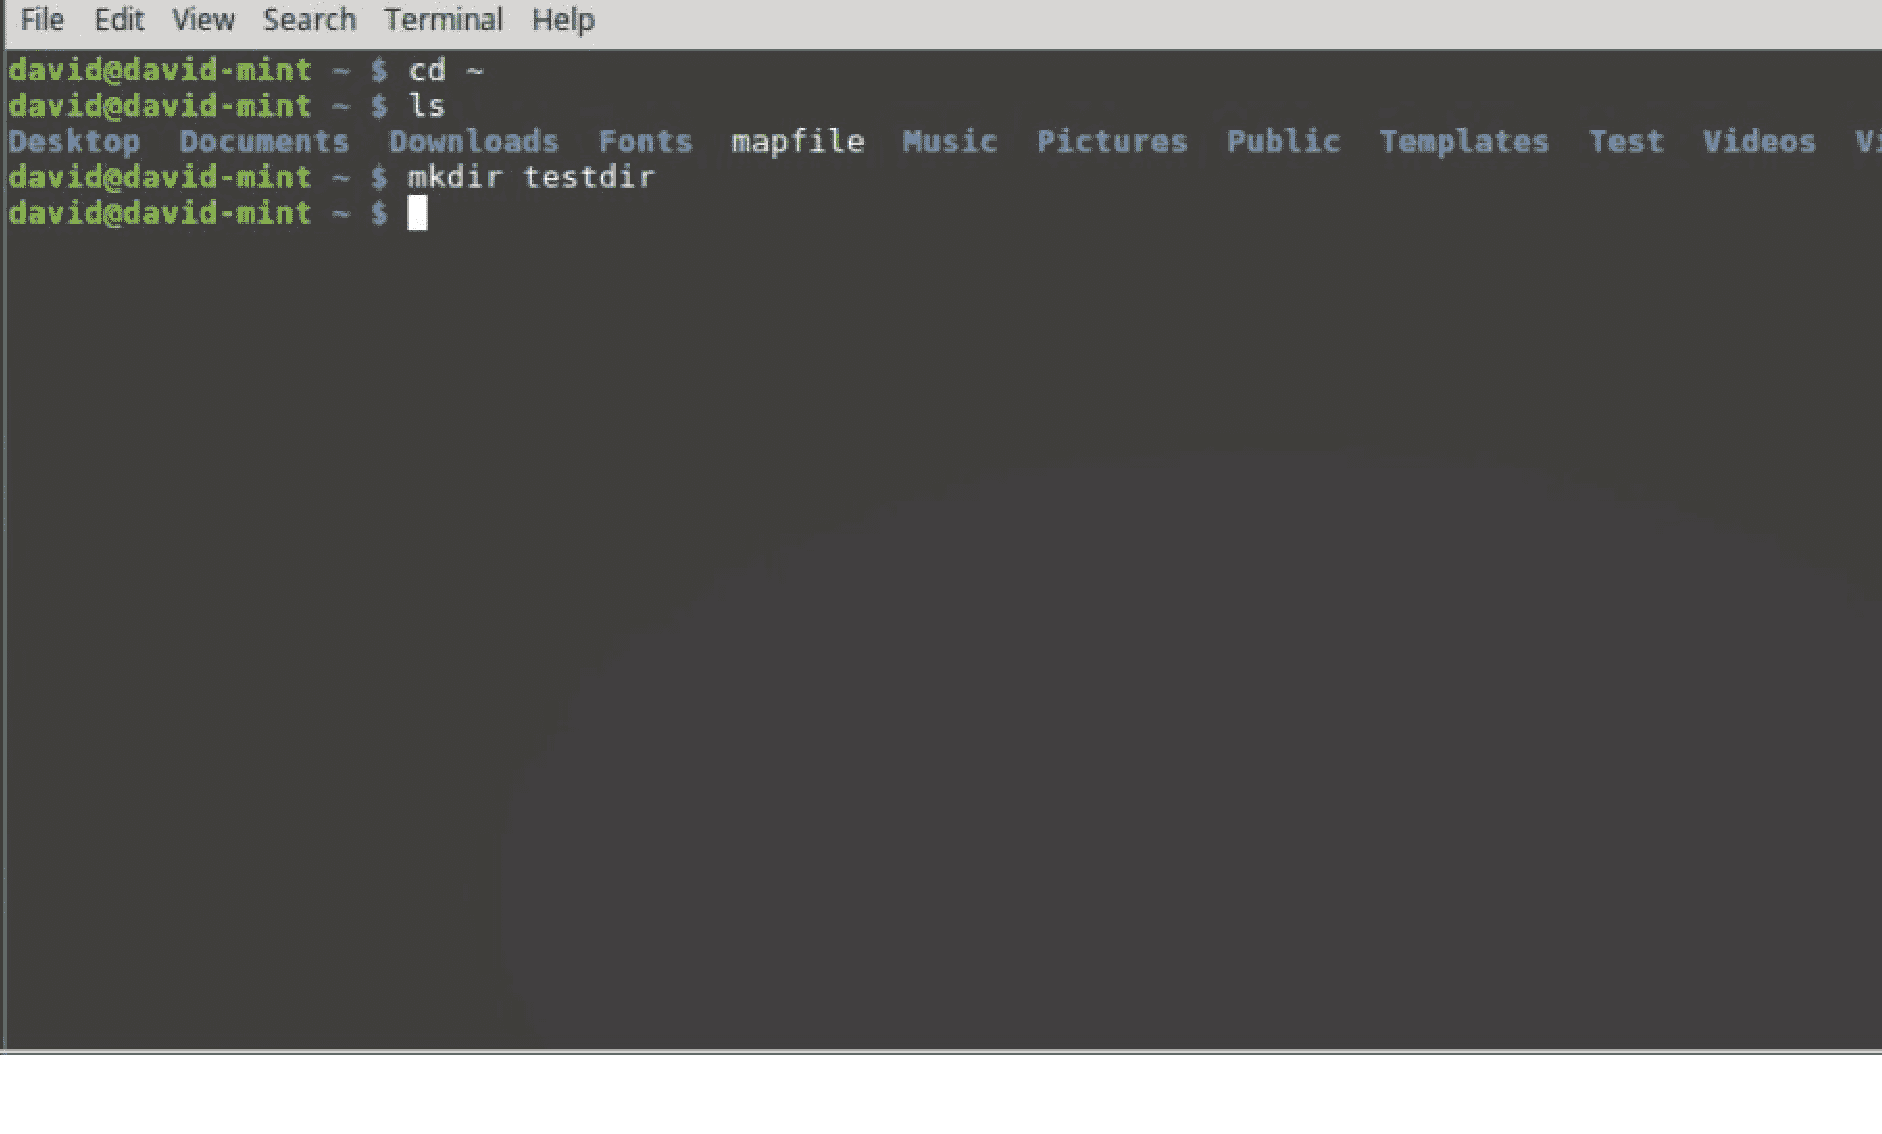 File Edit View Search Terminal Help
david@david-mint ~ $ cd ~
david@david-mint ~ $ ls
Desktop Documents Downloads Fonts mapfile Music Pictures Public Templates Test Videos
david@david-mint ~ $ mkdir testdir
david@david-mint ~ $